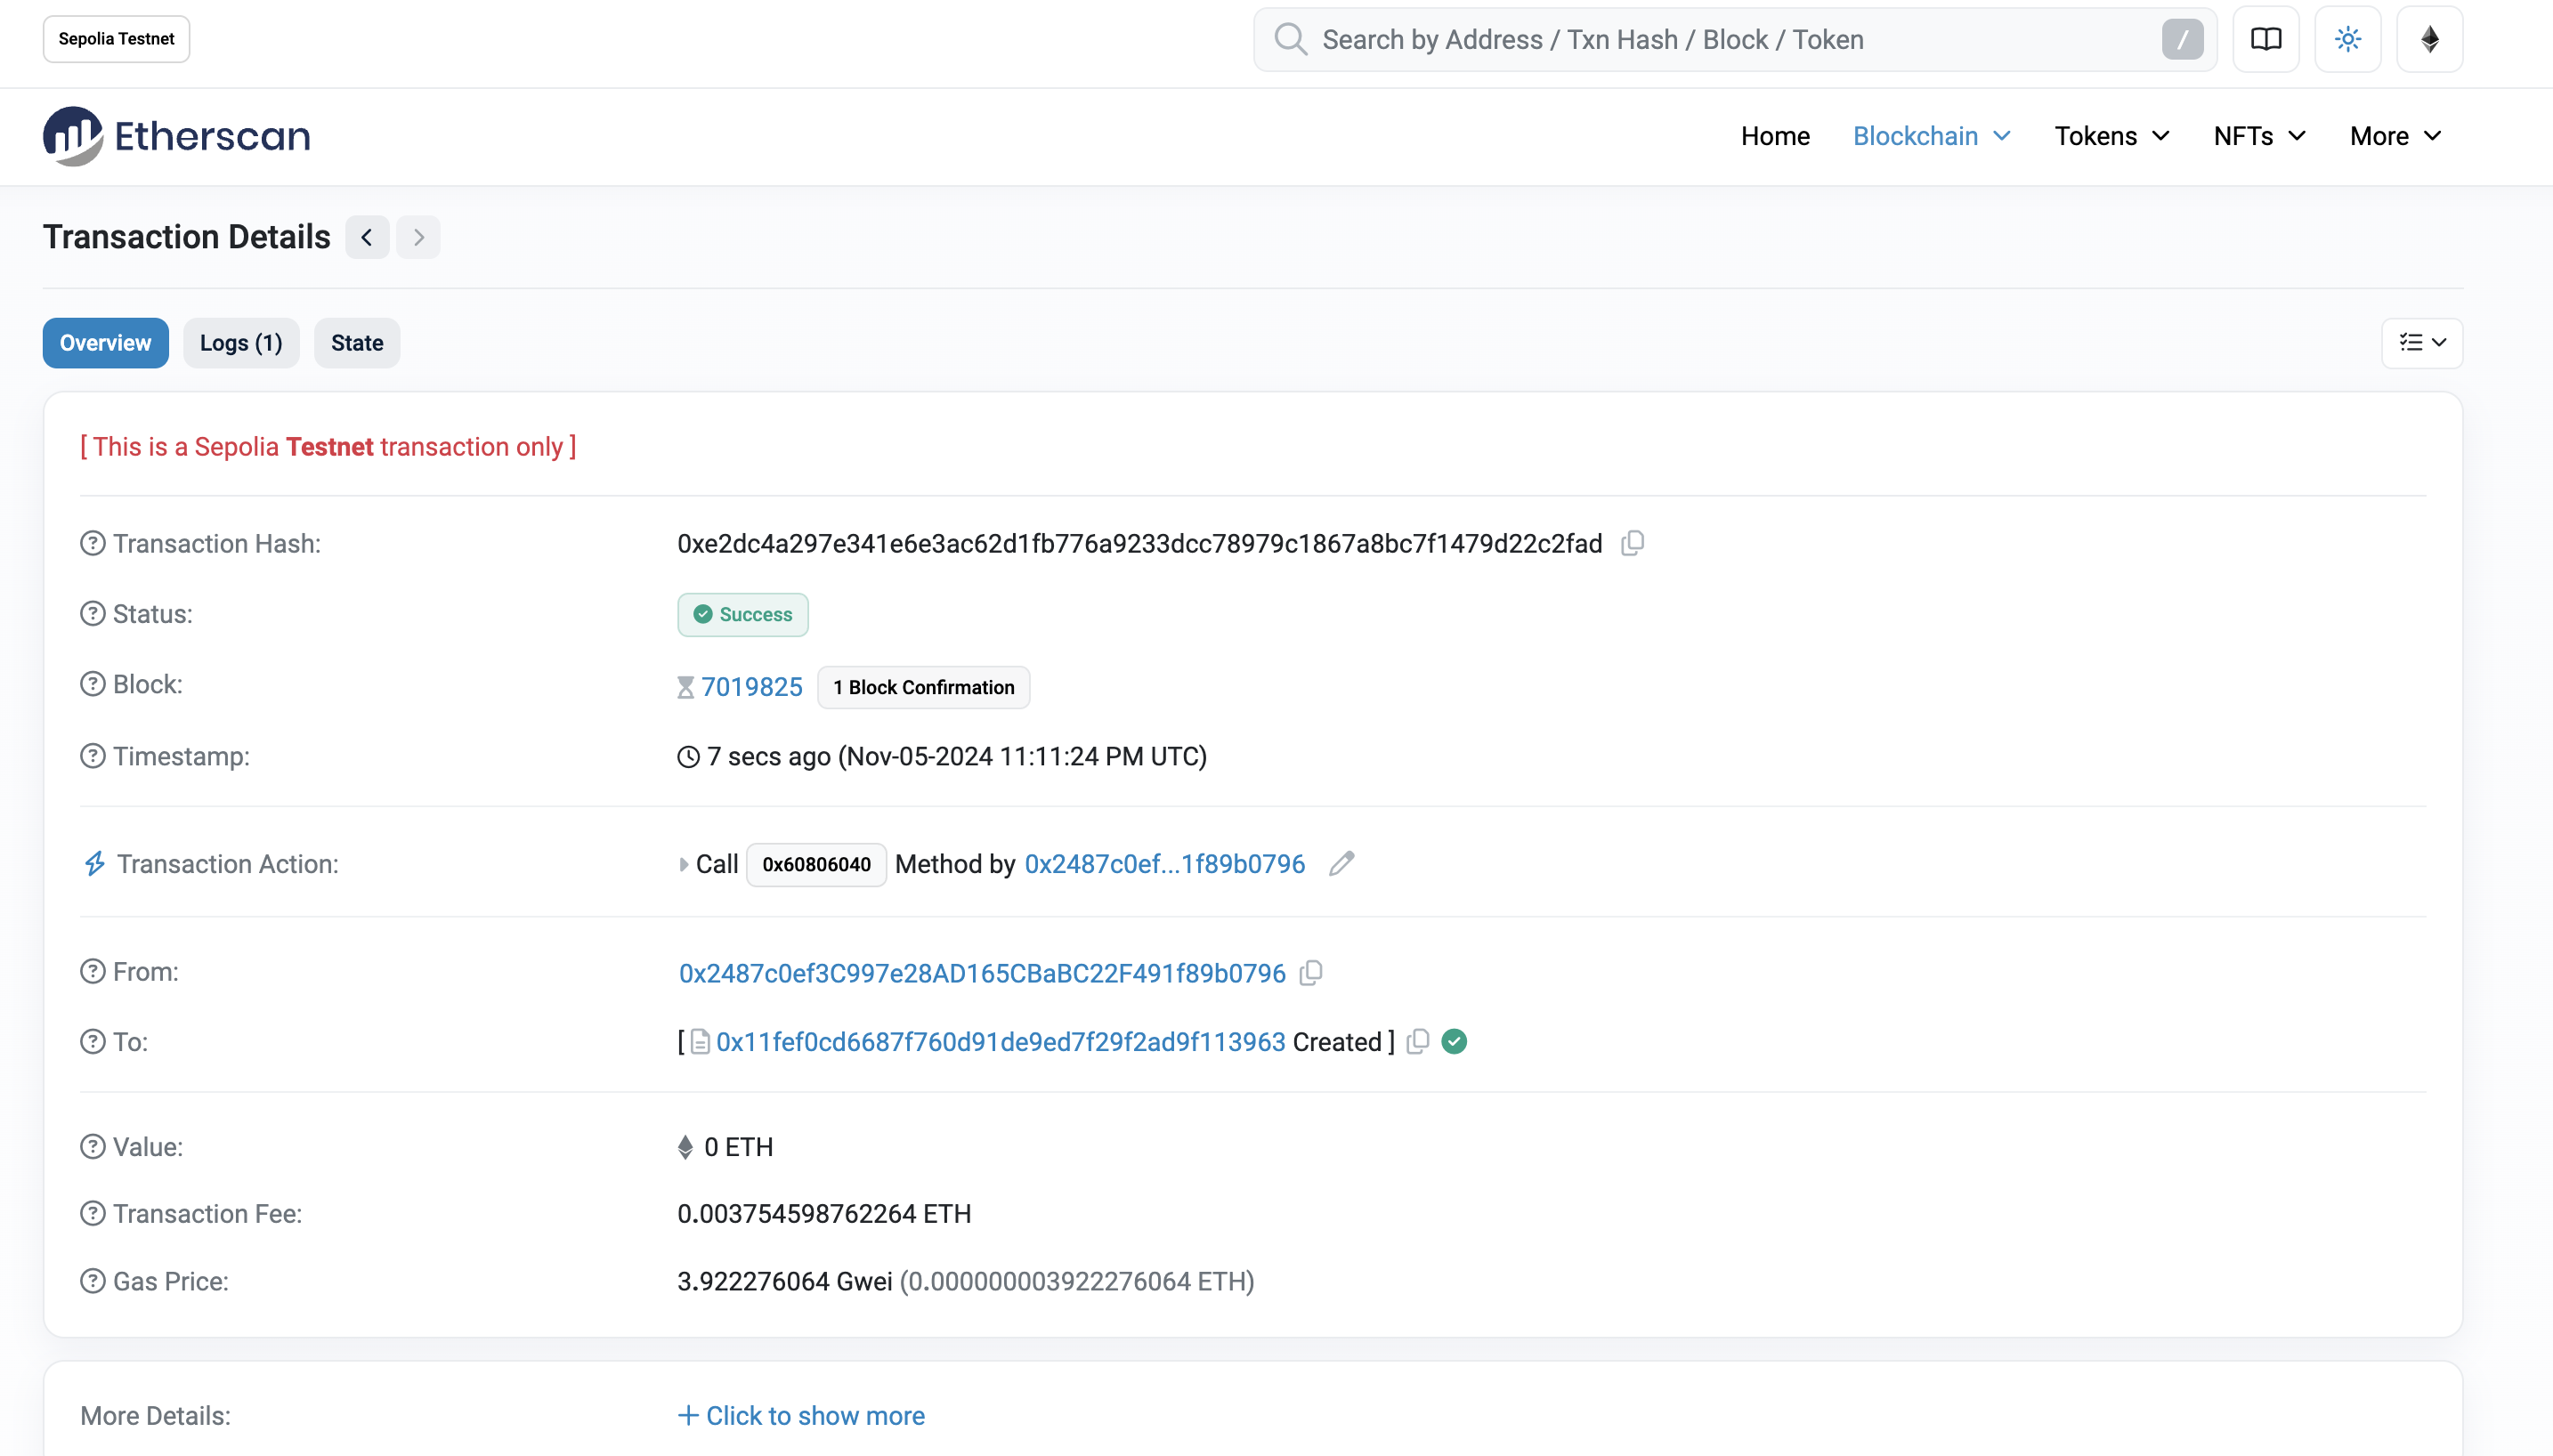 Sepolia Testnet
Search by Address / Txn Hash / Block / Token /
Etherscan
Home Blockchain Tokens NFTs More
Transaction Details
Overview Logs (1) State
[ This is a Sepolia Testnet transaction only ]
Transaction Hash: 0xe2dc4a297e341e6e3ac62d1fb776a9233dcc78979c1867a8bc7f1479d22c2fad
Status: Success
Block: 7019825 1 Block Confirmation
Timestamp: 7 secs ago (Nov-05-2024 11:11:24 PM UTC)
Transaction Action: Call 0x60806040 Method by 0x2487c0ef...1f89b0796
From: 0x2487c0ef3C997e28AD165CBaBC22F491f89b0796
To: [ 0x11fef0cd6687f760d91de9ed7f29f2ad9f113963 Created ]
Value: 0 ETH
Transaction Fee: 0.003754598762264 ETH
Gas Price: 3.922276064 Gwei (0.000000003922276064 ETH)
More Details: + Click to show more